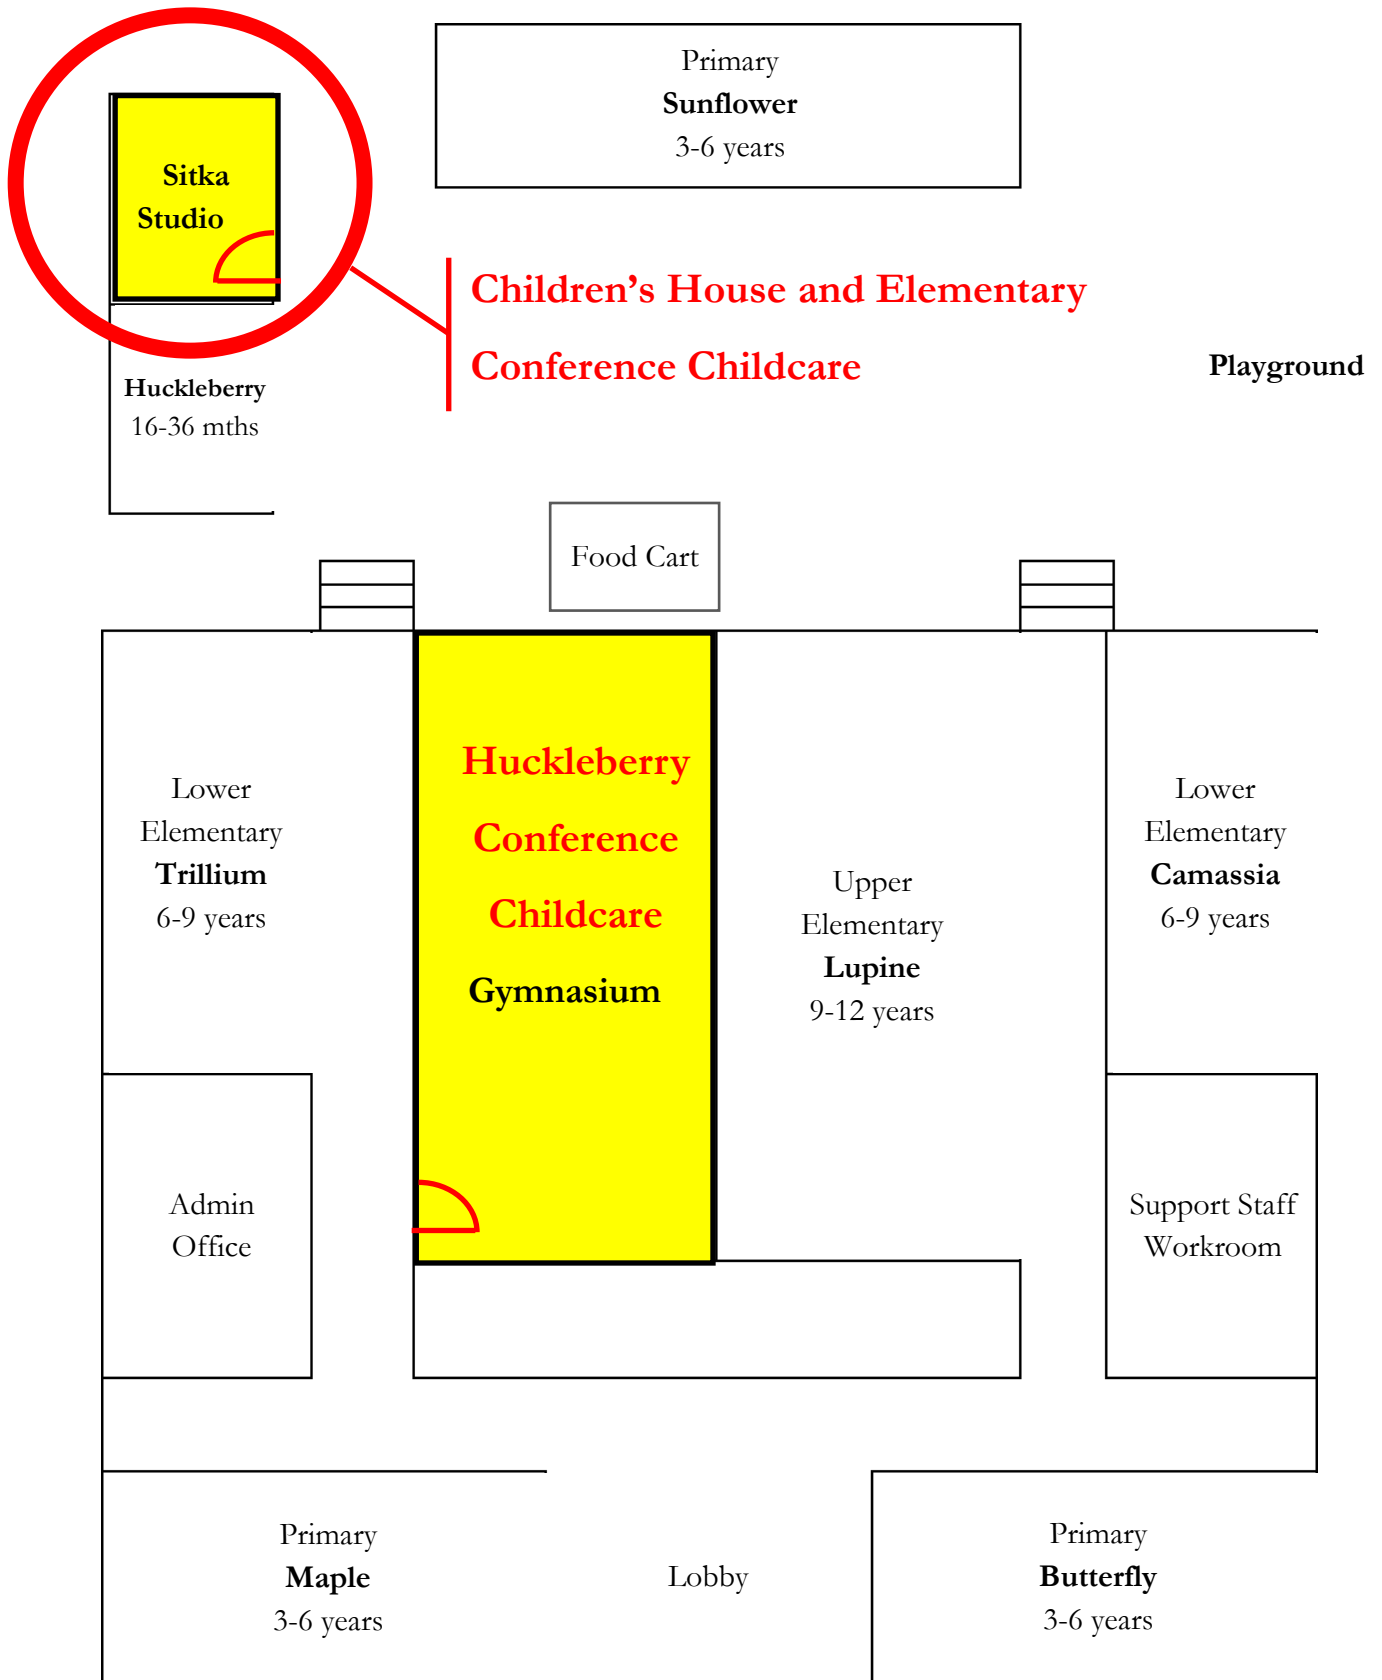 Primary
Sunflower
3-6 years
Sitka
Studio
Children’s House and Elementary
Conference Childcare
Playground
Huckleberry
16-36 mths
Food Cart
Huckleberry
Conference
Childcare
Gymnasium
Lower
Elementary
Trillium
6-9 years
Upper
Elementary
Lupine
9-12 years
Lower
Elementary
Camassia
6-9 years
Admin
Office
Support Staff
Workroom
Primary
Maple
3-6 years
Lobby
Primary
Butterfly
3-6 years